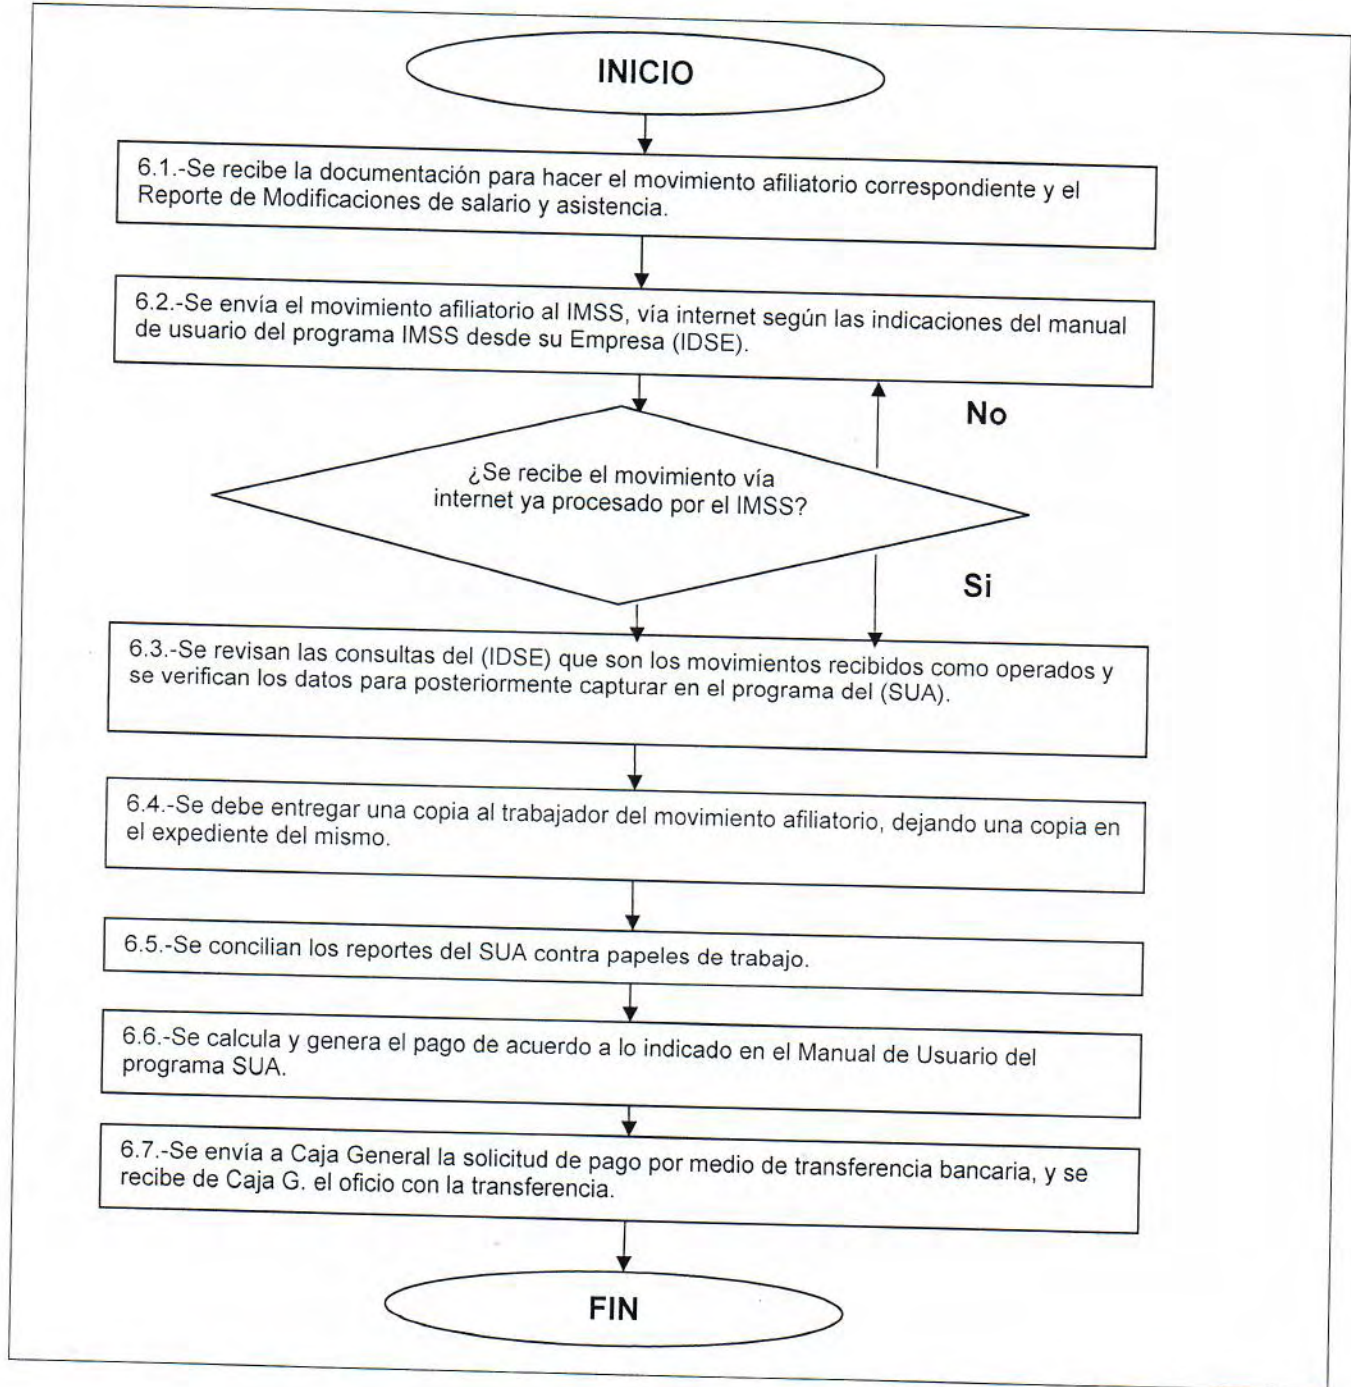 INICIO
6.1.-Se recibe la documentación para hacer el movimiento afiliatorio correspondiente y el
Reporte de Modificaciones de salario y asistencia.
6.2.-Se envía el movimiento afiliatorio al IMSS, vía internet según las indicaciones del manual
de usuario del programa IMSS desde su Empresa (IDSE).
No
¿Se recibe el movimiento vía
internet ya procesado por el IMSS?
Si
6.3.-Se revisan las consultas del (IDSE) que son los movimientos recibidos como operados y
se verifican los datos para posteriormente capturar en el programa del (SUA).
6.4.-Se debe entregar una copia al trabajador del movimiento afiliatorio, dejando una copia en
el expediente del mismo.
6.5.-Se concilian los reportes del SUA contra papeles de trabajo.
6.6.-Se calcula y genera el pago de acuerdo a lo indicado en el Manual de Usuario del
programa SUA.
6.7.-Se envía a Caja General la solicitud de pago por medio de transferencia bancaria, y se
recibe de Caja G. el oficio con la transferencia.
FIN